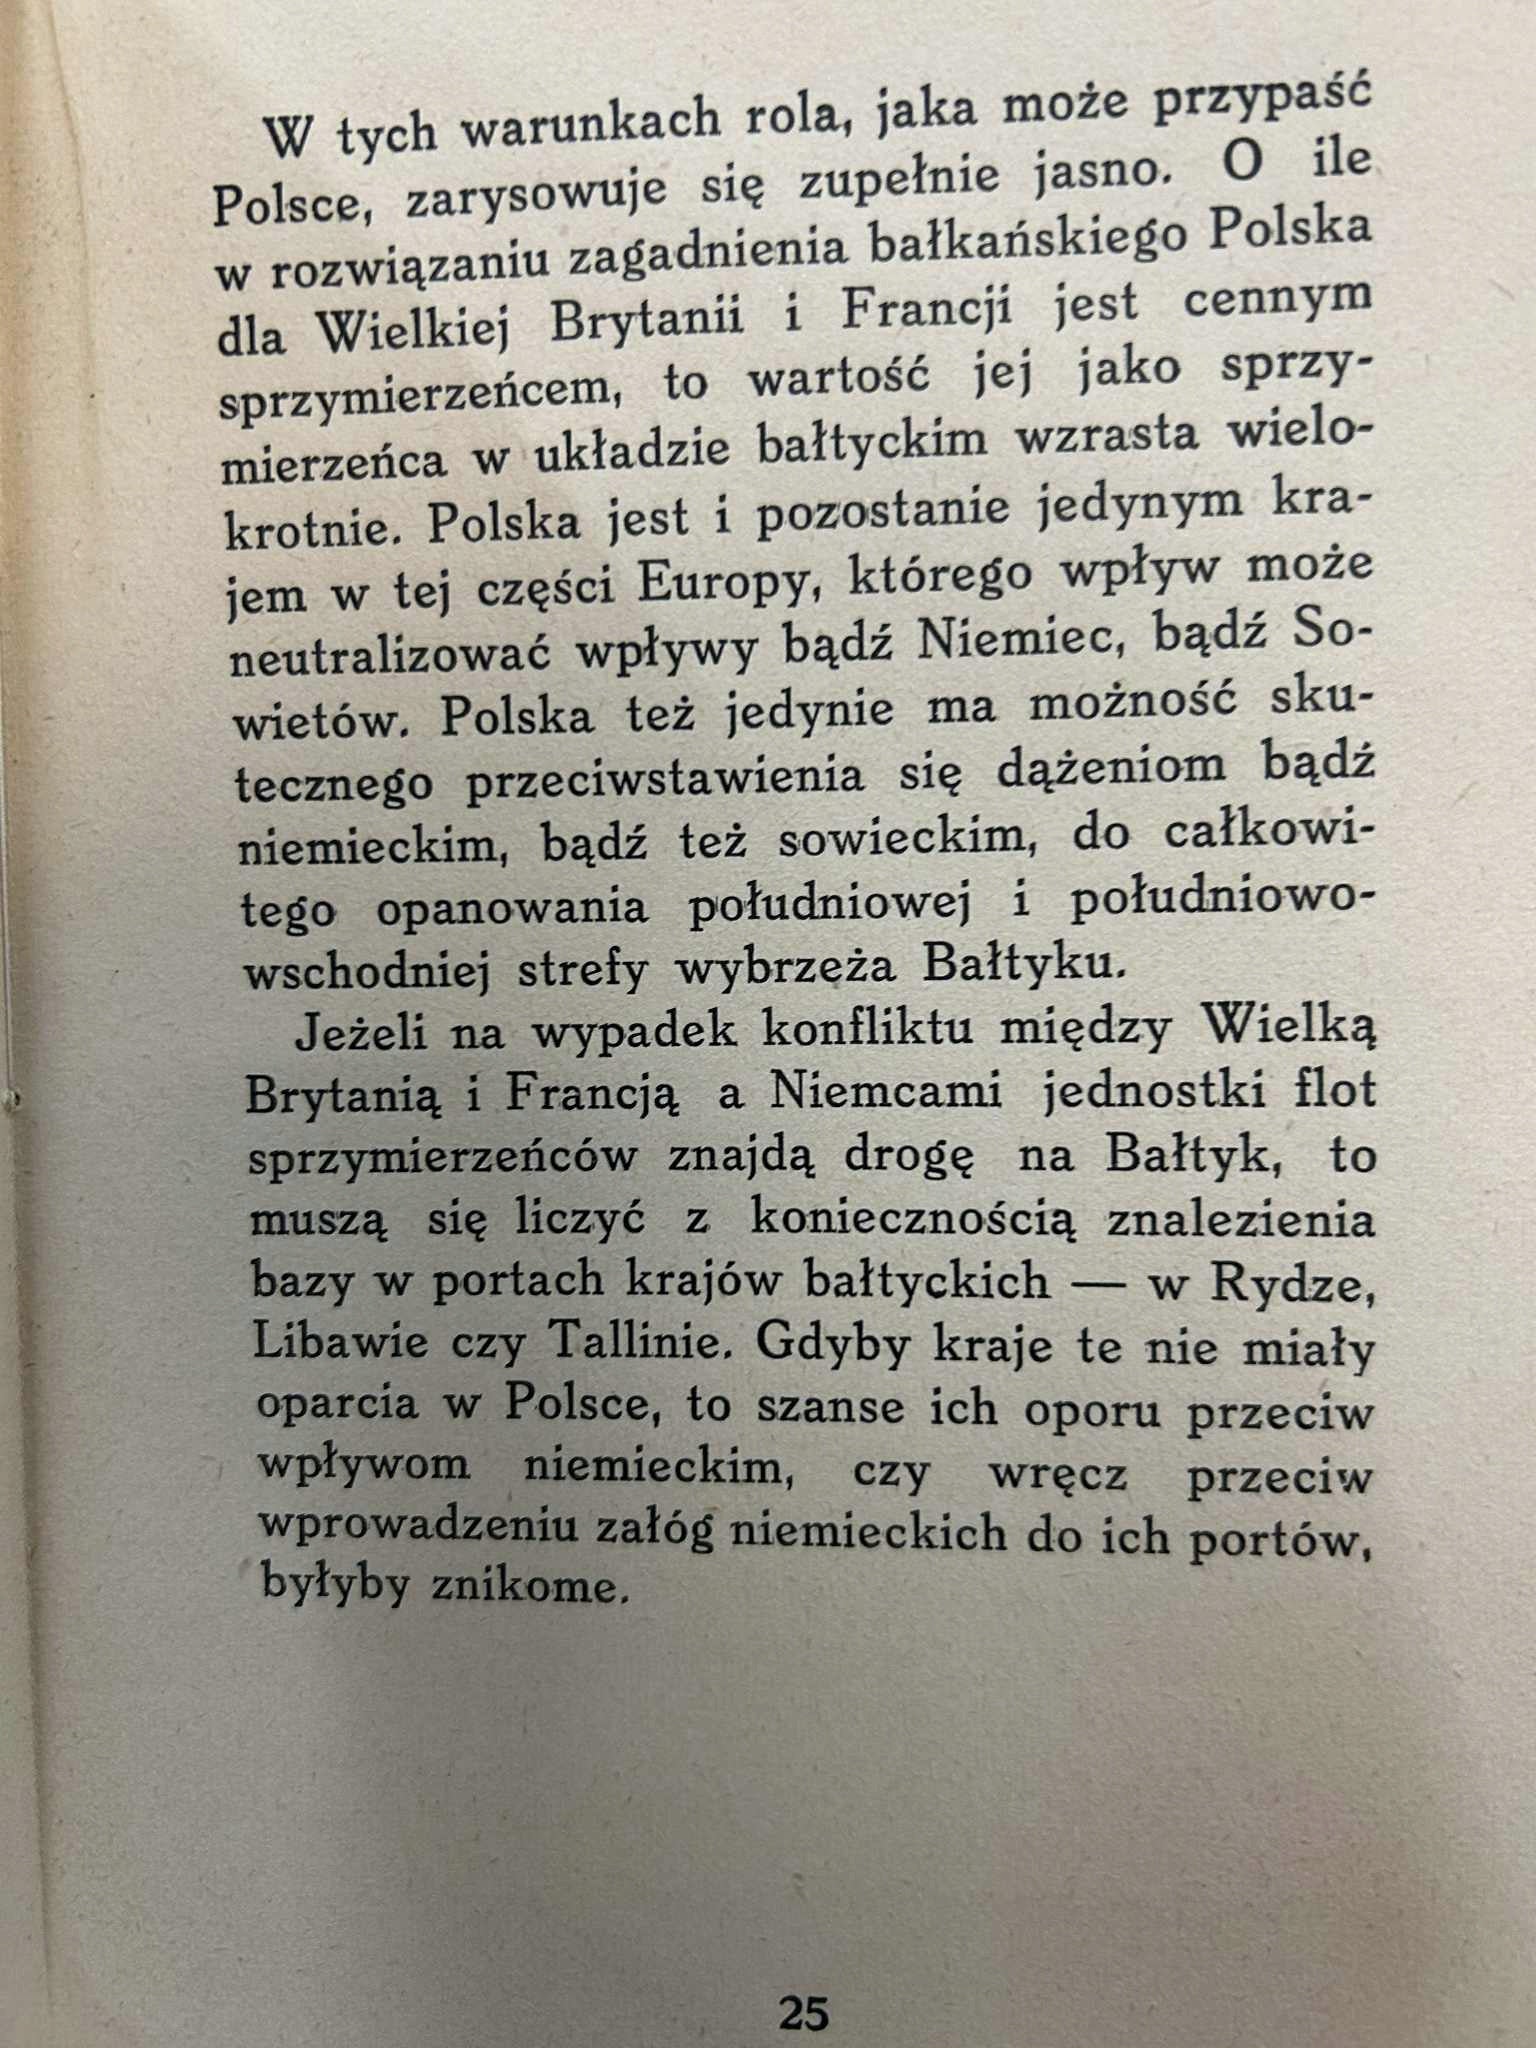 W tych warunkach rola, jaka może przypaść
Polsce, zarysowuje się zupełnie jasno. O ile
w rozwiązaniu zagadnienia bałkańskiego Polska
dla Wielkiej Brytanii i Francji jest cennym
sprzymierzeńcem, to wartość jej jako sprzy-
mierzeńca w układzie bałtyckim wzrasta wielo-
krotnie. Polska jest i pozostanie jedynym kra-
jem w tej części Europy, którego wpływ może
neutralizować wpływy bądź Niemiec, bądź So-
wietów. Polska też jedynie ma możność sku-
tecznego przeciwstawienia się dążeniom bądź
niemieckim, bądź też sowieckim, do całkowi-
tego opanowania południowej i południowo-
wschodniej strefy wybrzeża Bałtyku.
Jeżeli na wypadek konfliktu między Wielką
Brytanią i Francją a Niemcami jednostki flot
sprzymierzeńców znajdą drogę na Bałtyk, to
muszą się liczyć z koniecznością znalezienia
bazy w portach krajów bałtyckich — w Rydze,
Libawie czy Tallinie. Gdyby kraje te nie miały
oparcia w Polsce, to szanse ich oporu przeciw
wpływom niemieckim, czy wręcz przeciw
wprowadzeniu załóg niemieckich do ich portów,
byłyby znikome.
25